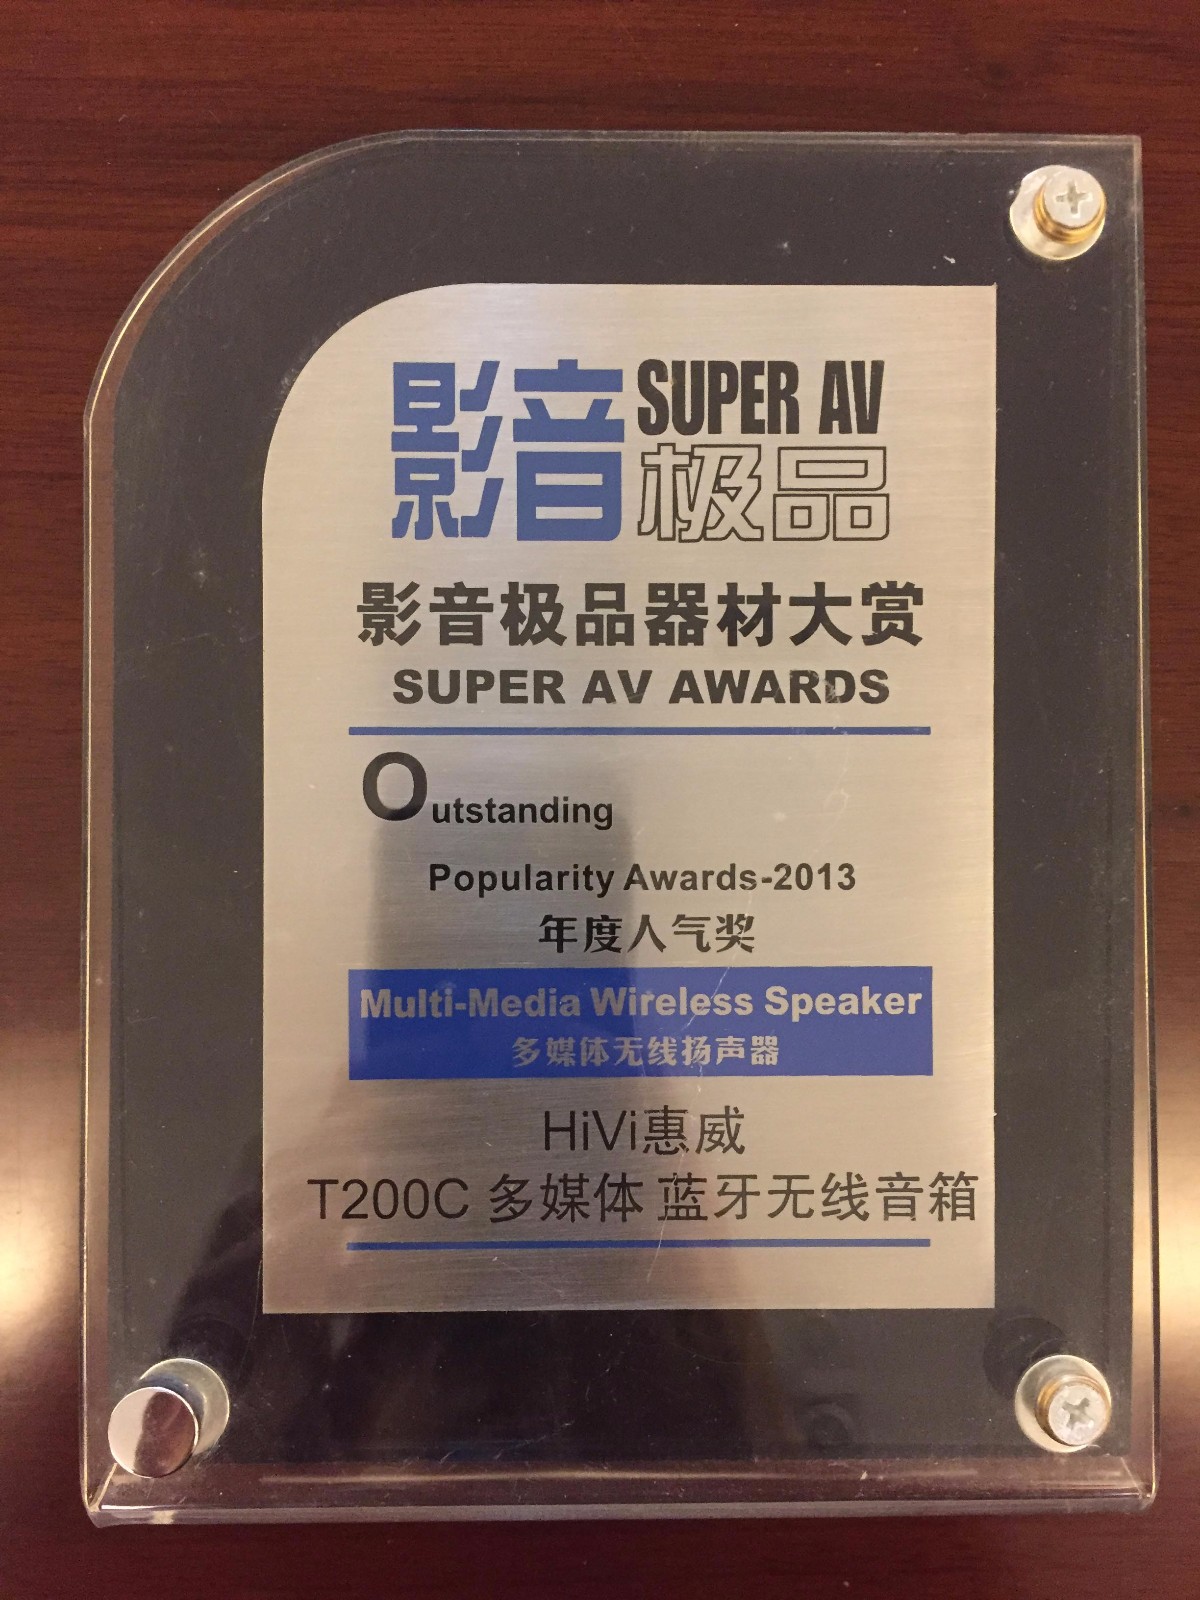 影音 SUPER AV
极品
影音极品器材大赏
SUPER AV AWARDS
Outstanding
Popularity Awards-2013
年度人气奖
Multi-Media Wireless Speaker
多媒体无线扬声器
HiVi惠威
T200C 多媒体 蓝牙无线音箱